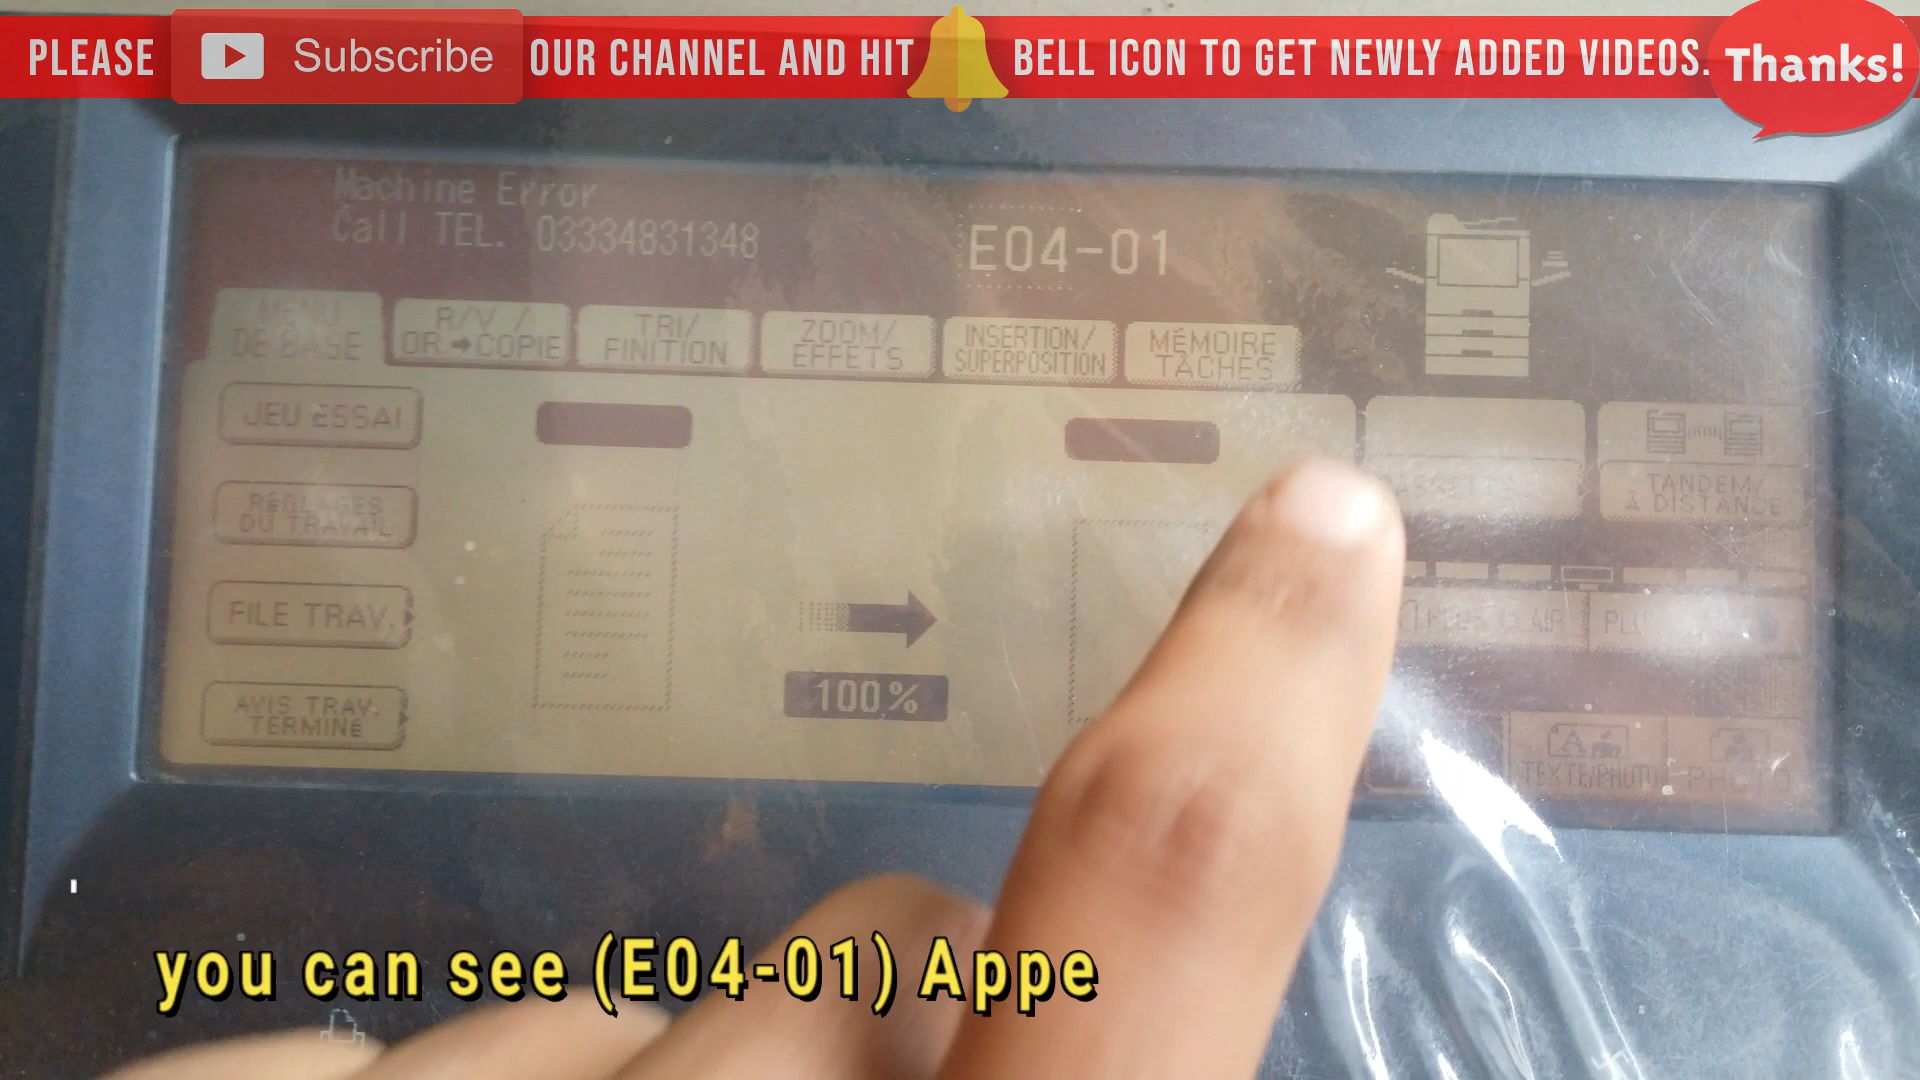 PLEASE Subscribe OUR CHANNEL AND HIT BELL ICON TO GET NEWLY ADDED VIDEOS. Thanks!
Machine Error
Call TEL. 03334831348
E04-01
MENU
DE BASE
R/V /
OR.➜COPIE
TRI/
FINITION
ZOOM/
EFFETS
INSERTION/
SUPERPOSITION
MÉMOIRE
TÂCHES
JEU ESSAI
RÉGLAGES
DU TRAVAIL
FILE TRAV.
AVIS TRAV.
TERMINÉ
100%
TANDEM/
À DISTANCE
CLAIR
TEXTE/PHOTO
PHOTO
you can see (E04-01) Appe